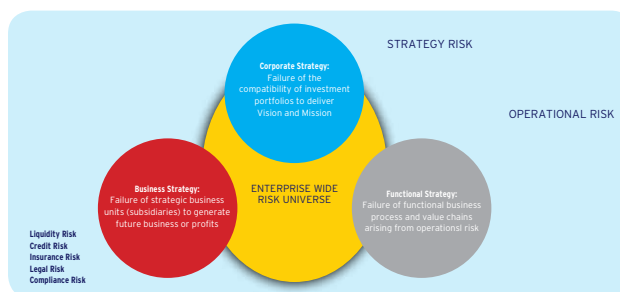 STRATEGY RISK
Corporate Strategy:
Failure of the
compatibility of investment
portfolios to deliver
Vision and Mission
OPERATIONAL RISK
Business Strategy:
Failure of strategic business
units (subsidiaries) to generate
future business or profits
ENTERPRISE WIDE
RISK UNIVERSE
Functional Strategy:
Failure of functional business
process and value chains
arising from operationsl risk
Liquidity Risk
Credit Risk
Insurance Risk
Legal Risk
Compliance Risk